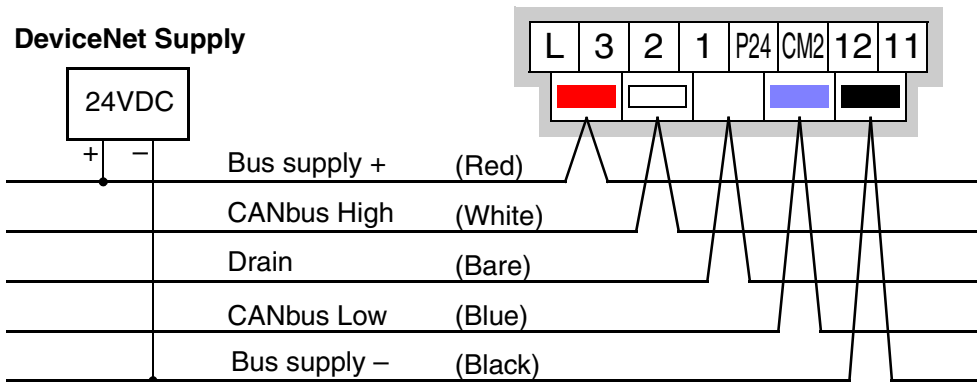 DeviceNet Supply
24VDC
+ –
L 3 2 1 P24 CM2 12 11
Bus supply + (Red)
CANbus High (White)
Drain (Bare)
CANbus Low (Blue)
Bus supply – (Black)